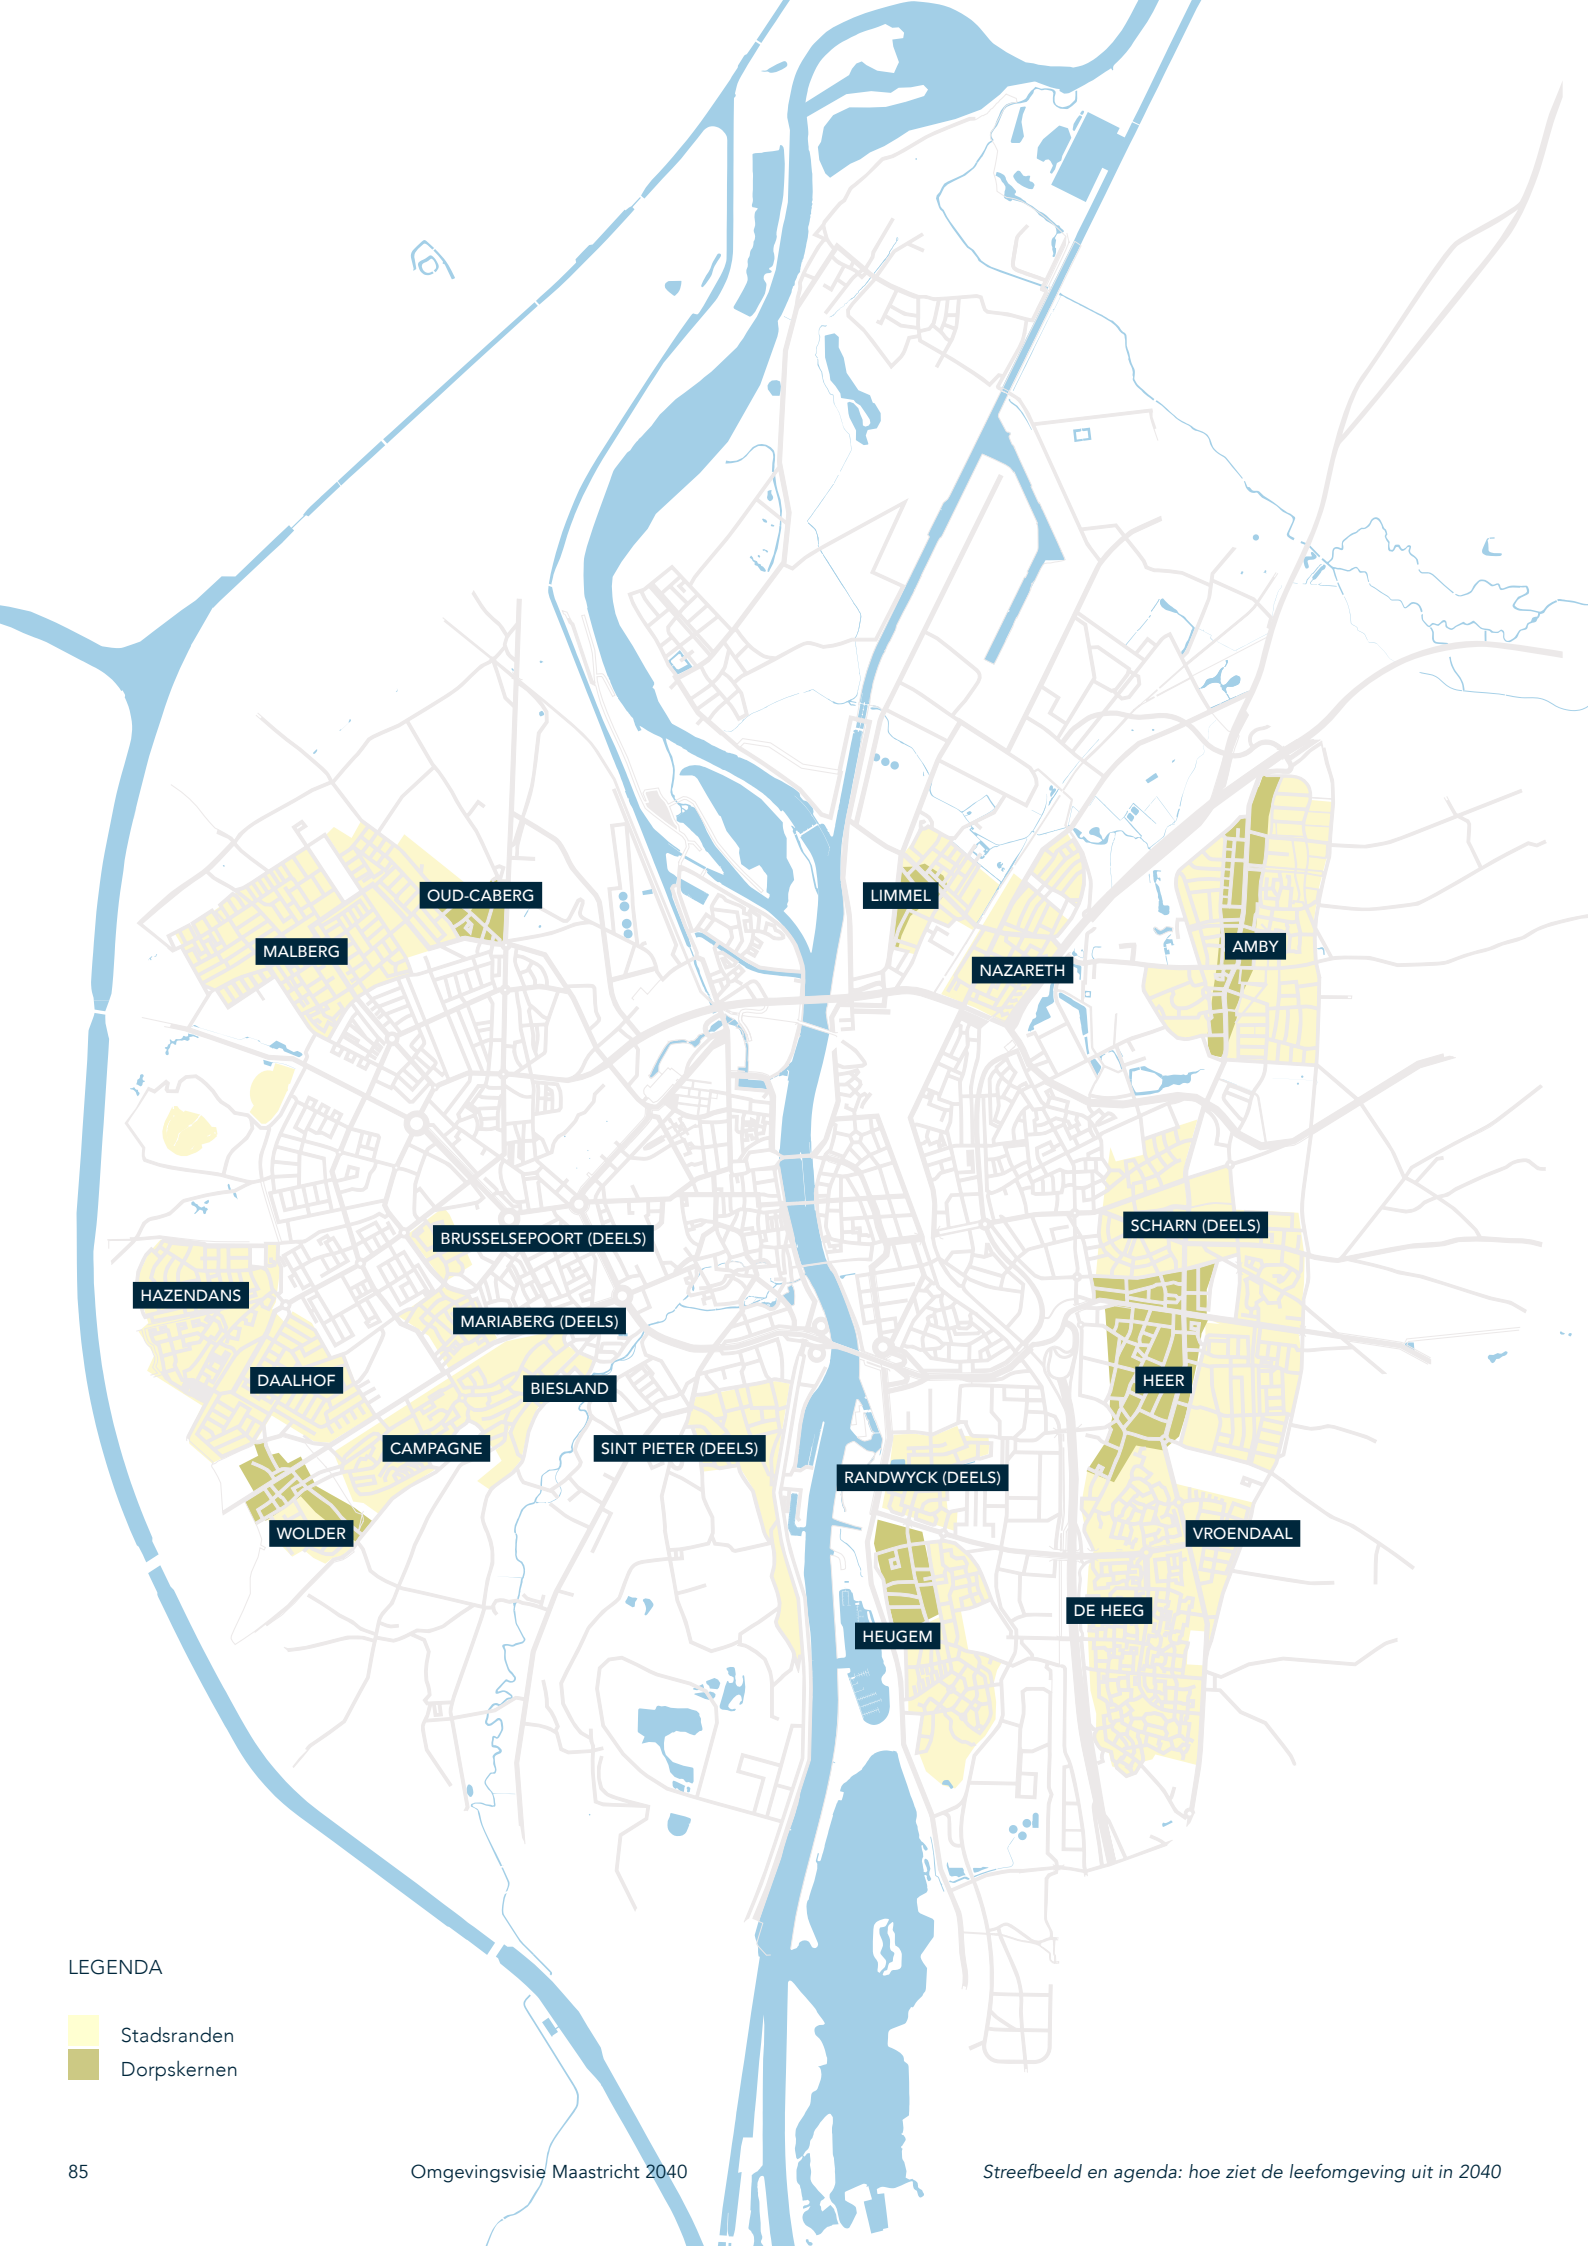 OUD-CABERG
LIMMEL
MALBERG
AMBY
NAZARETH
SCHARN (DEELS)
BRUSSELSEPOORT (DEELS)
HAZENDANS
MARIABERG (DEELS)
DAALHOF
HEER
BIESLAND
CAMPAGNE
SINT PIETER (DEELS)
RANDWYCK (DEELS)
WOLDER
VROENDAAL
DE HEEG
HEUGEM
LEGENDA
Stadsranden
Dorpskernen
85
Omgevingsvisie Maastricht 2040
Streefbeeld en agenda: hoe ziet de leefomgeving uit in 2040